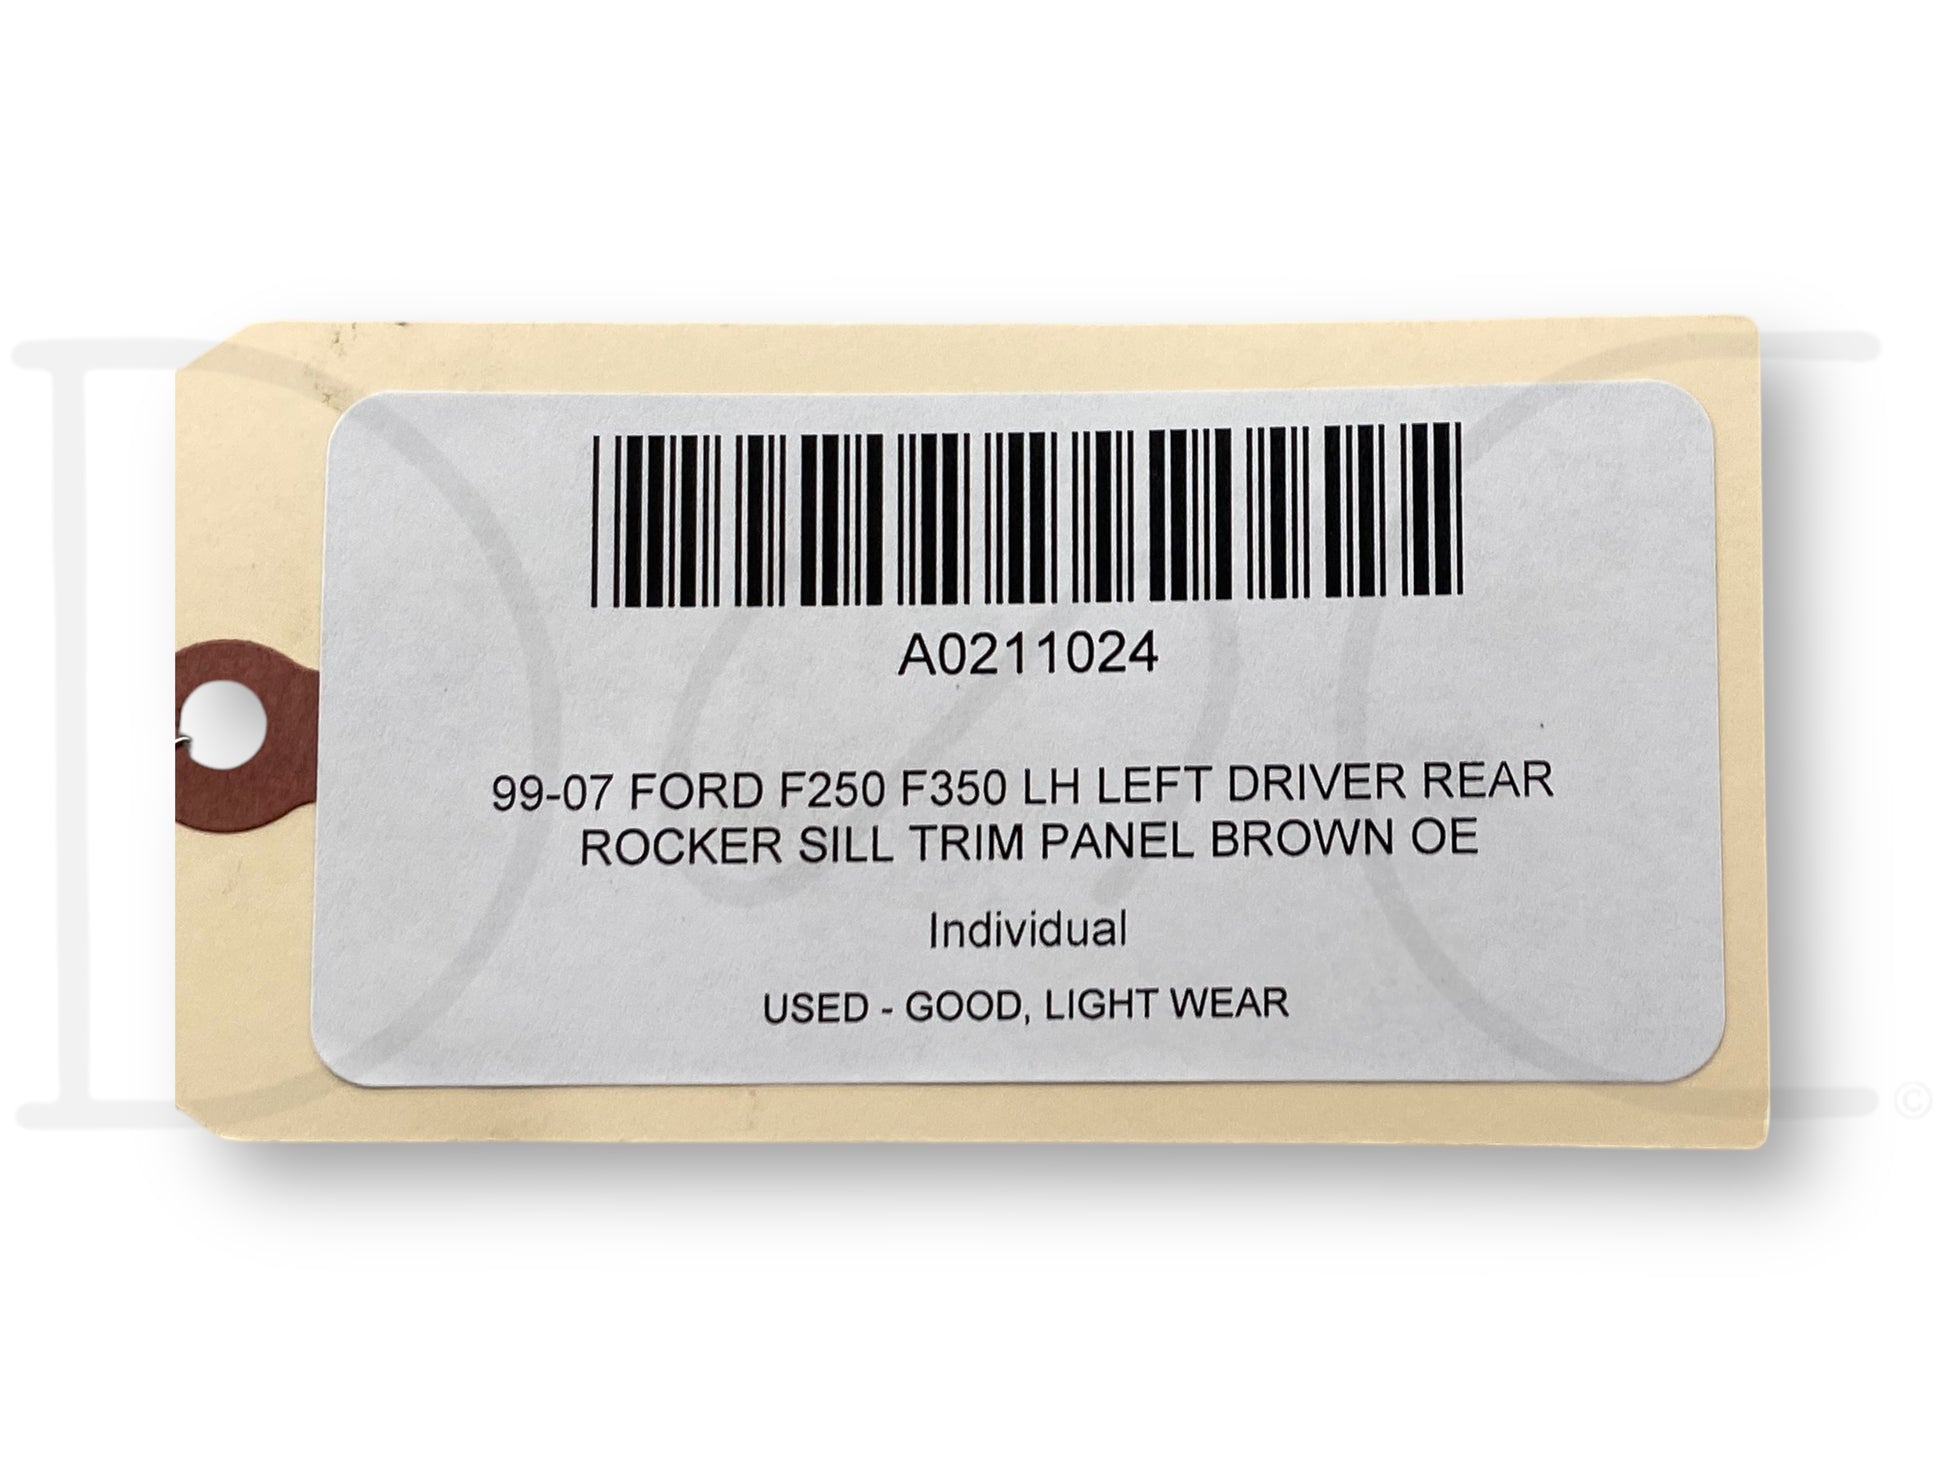 A0211024
99-07 FORD F250 F350 LH LEFT DRIVER REAR
ROCKER SILL TRIM PANEL BROWN OE
Individual
USED - GOOD, LIGHT WEAR
©